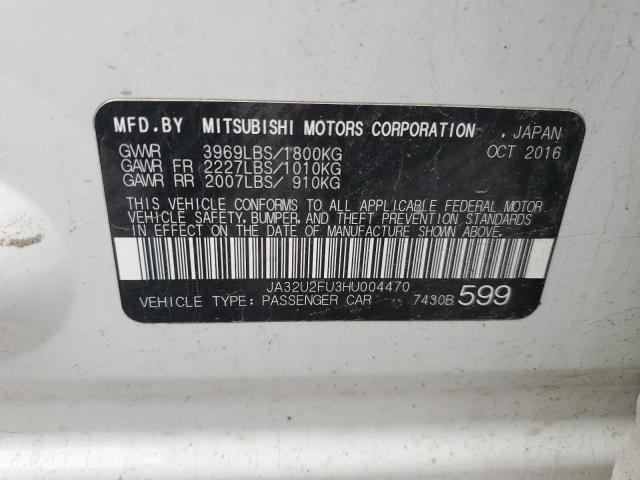 MFD.BY MITSUBISHI MOTORS CORPORATION , JAPAN
GVWR 3969LBS/1800KG OCT 2016
GAWR FR 2227LBS/1010KG
GAWR RR 2007LBS/ 910KG
THIS VEHICLE CONFORMS TO ALL APPLICABLE FEDERAL MOTOR
VEHICLE SAFETY, BUMPER, AND THEFT PREVENTION STANDARDS
IN EFFECT ON THE DATE OF MANUFACTURE SHOWN ABOVE.
JA32U2FU3HU004470
VEHICLE TYPE: PASSENGER CAR 7430B 599